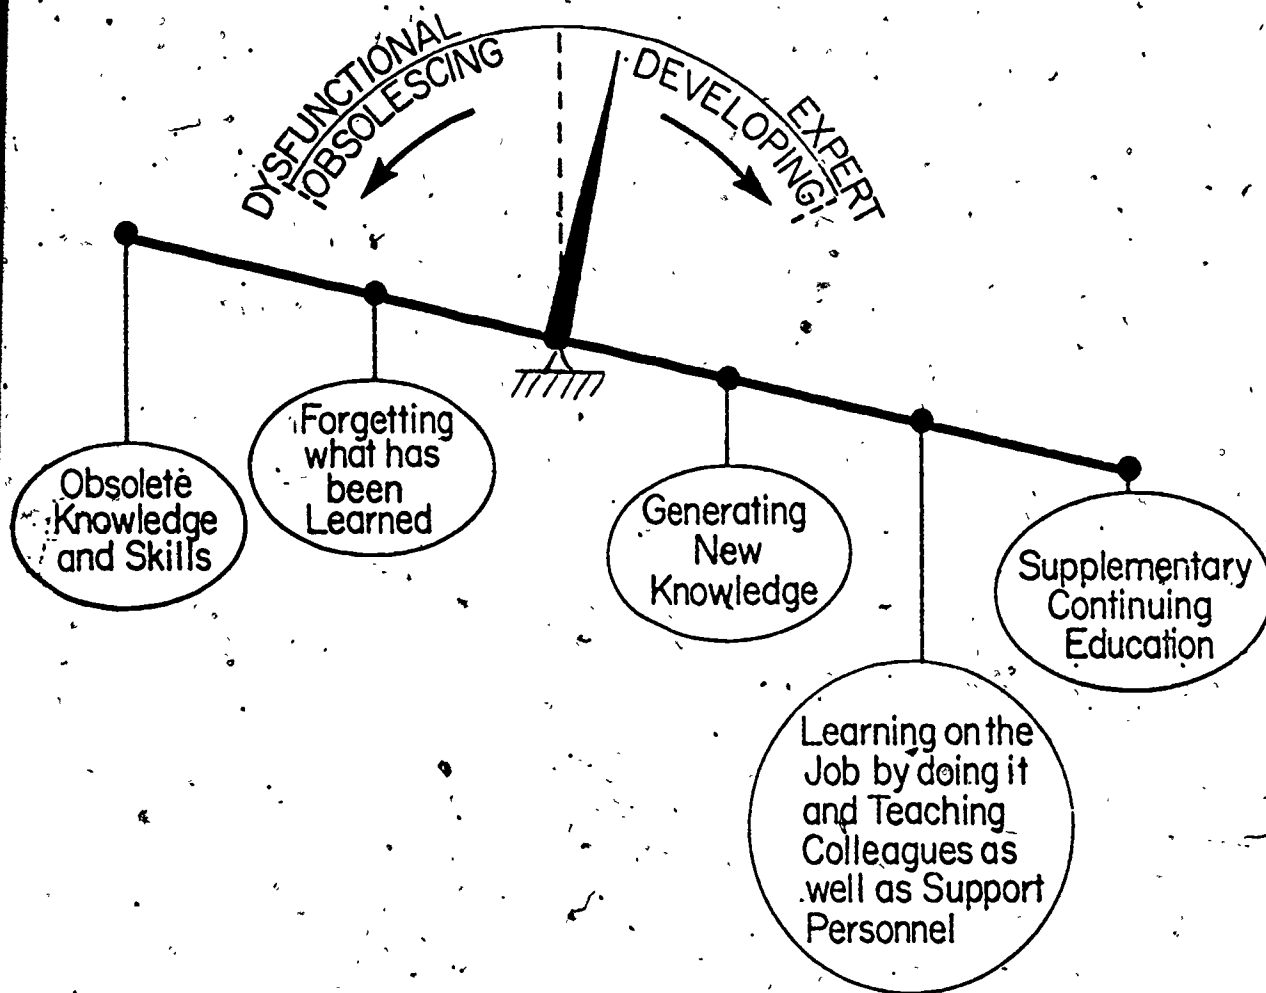 DYSFUNCTIONAL
OBSOLESCING
DEVELOPING
EXPERT
Obsolete
Knowledge
and Skills
Forgetting
what has
been
Learned
Generating
New
Knowledge
Supplementary
Continuing
Education
Learning on the
Job by doing it
and Teaching
Colleagues as
well as Support
Personnel